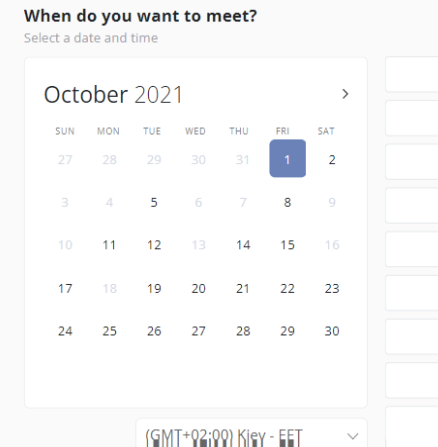 When do you want to meet?
Select a date and time
October 2021
SUN MON TUE WED THU FRI SAT
27 28 29 30 31 1 2
3 4 5 6 7 8 9
10 11 12 13 14 15 16
17 18 19 20 21 22 23
24 25 26 27 28 29 30
(GMT+02:00) Kiev - EET